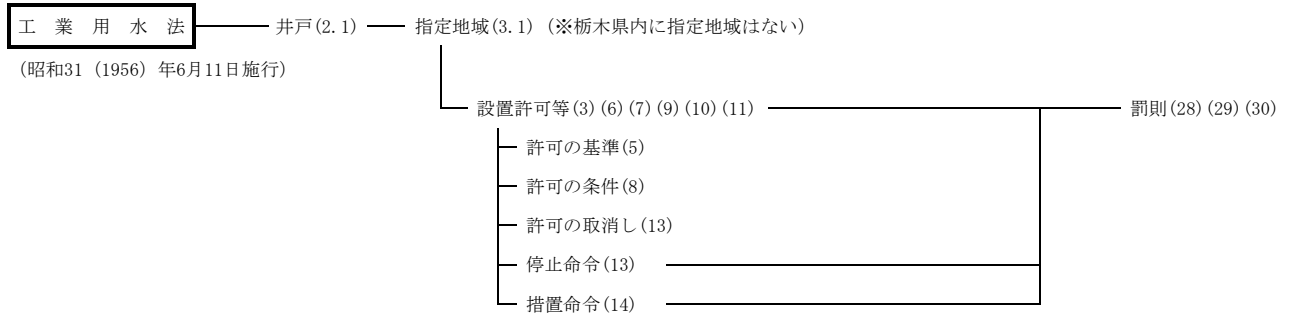 工業用水法 井戸(2.1) 指定地域(3.1) (※栃木県内に指定地域はない)
(昭和31 (1956) 年6月11日施行)
設置許可等(3)(6)(7)(9)(10)(11) 罰則(28)(29)(30)
許可の基準(5)
許可の条件(8)
許可の取消し(13)
停止命令(13)
措置命令(14)